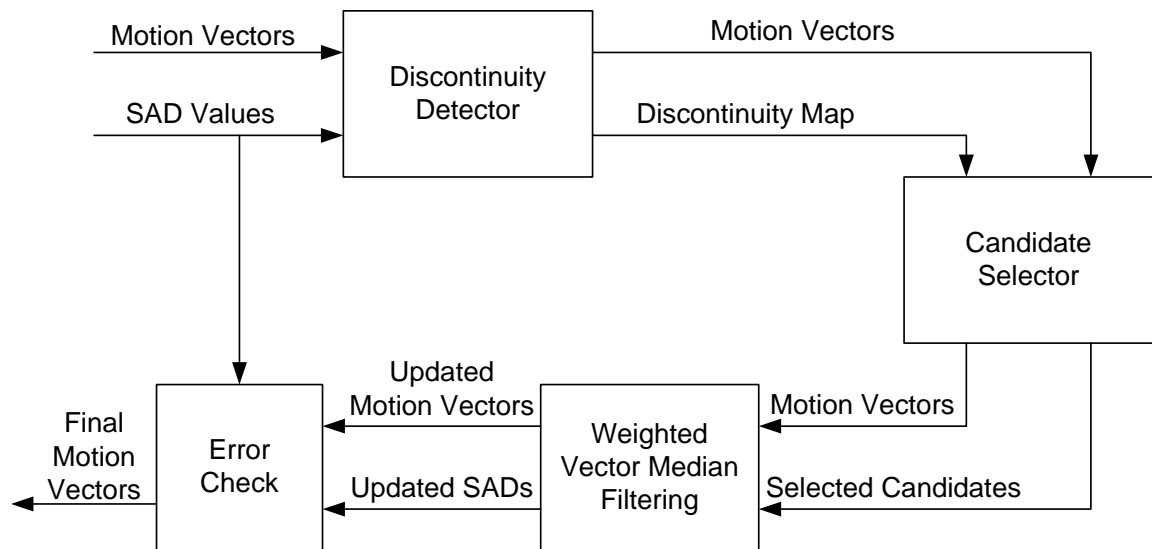 Motion Vectors
SAD Values
Discontinuity
Detector
Motion Vectors
Discontinuity Map
Candidate
Selector
Motion Vectors
Selected Candidates
Weighted
Vector Median
Filtering
Updated
Motion Vectors
Updated SADs
Error
Check
Final
Motion
Vectors